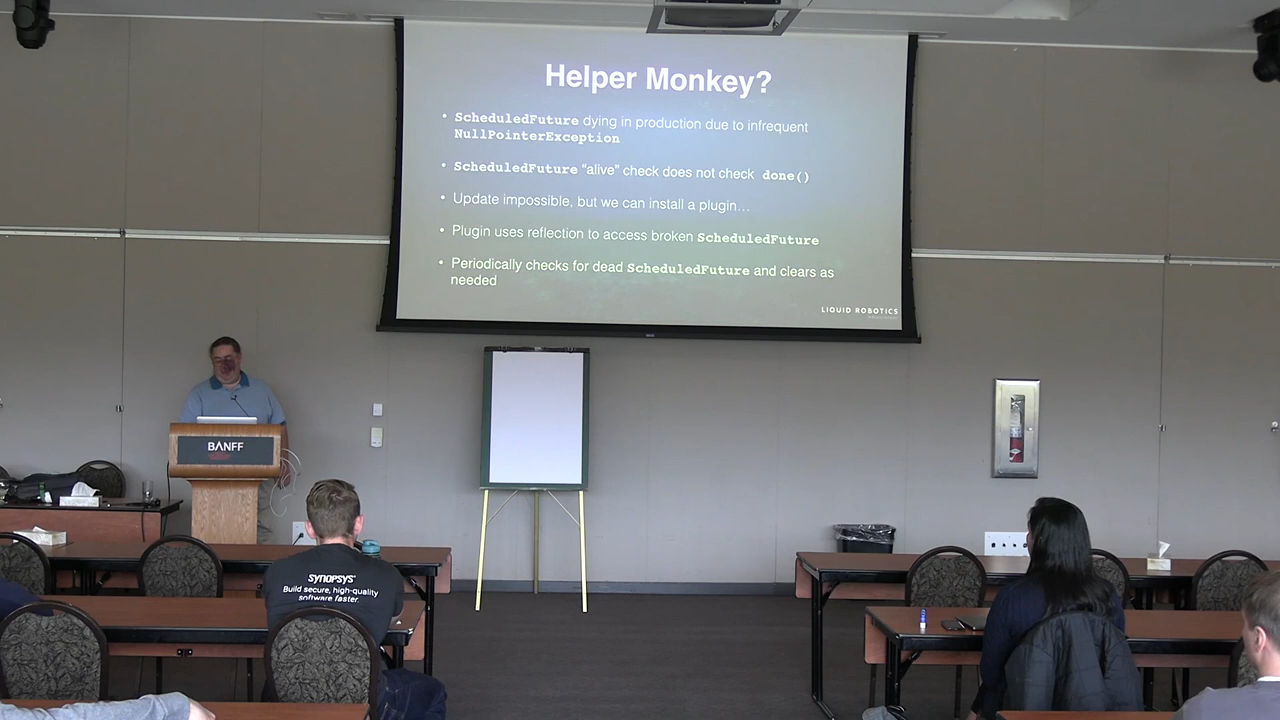 Helper Monkey?
• ScheduledFuture dying in production due to infrequent
NullPointerException
• ScheduledFuture "alive" check does not check done()
• Update impossible, but we can install a plugin…
• Plugin uses reflection to access broken ScheduledFuture
• Periodically checks for dead ScheduledFuture and clears as
needed
LIQUID ROBOTICS
BANFF
SYNOPSYS
Build secure, high-quality
software faster.